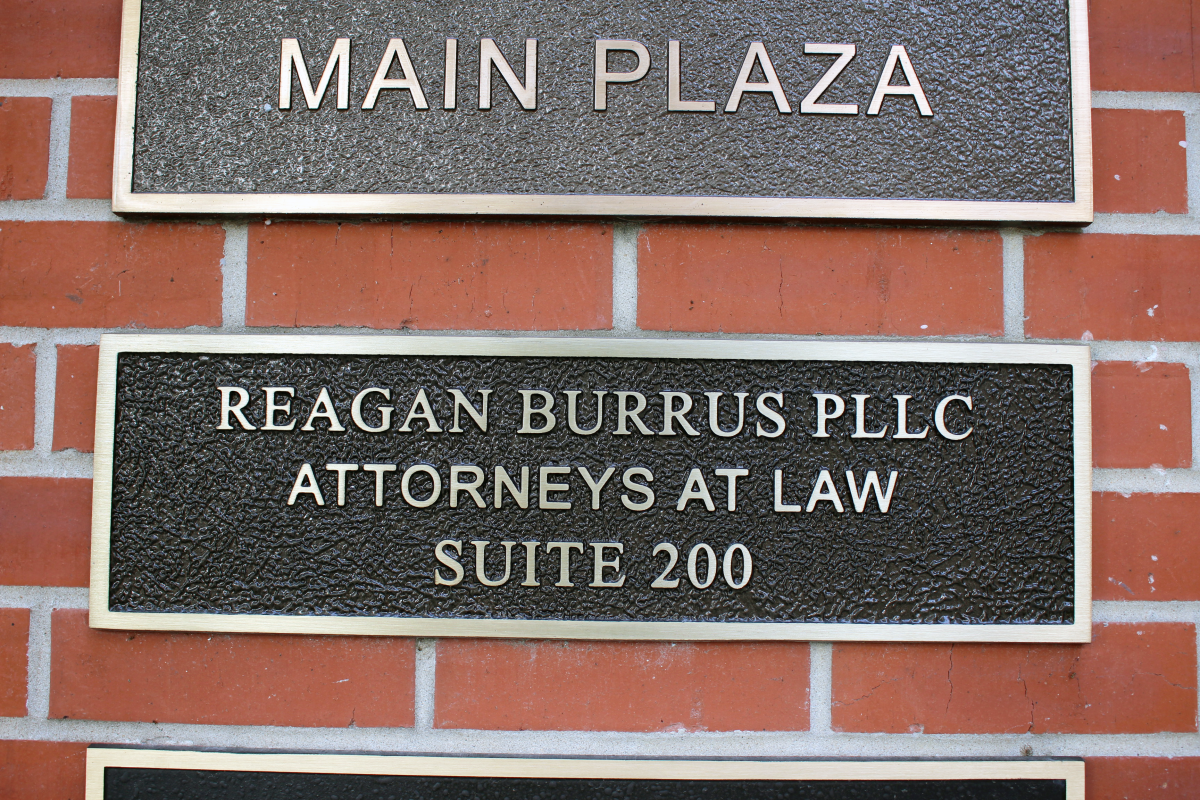 MAIN PLAZA
REAGAN BURRUS PLLC
ATTORNEYS AT LAW
SUITE 200